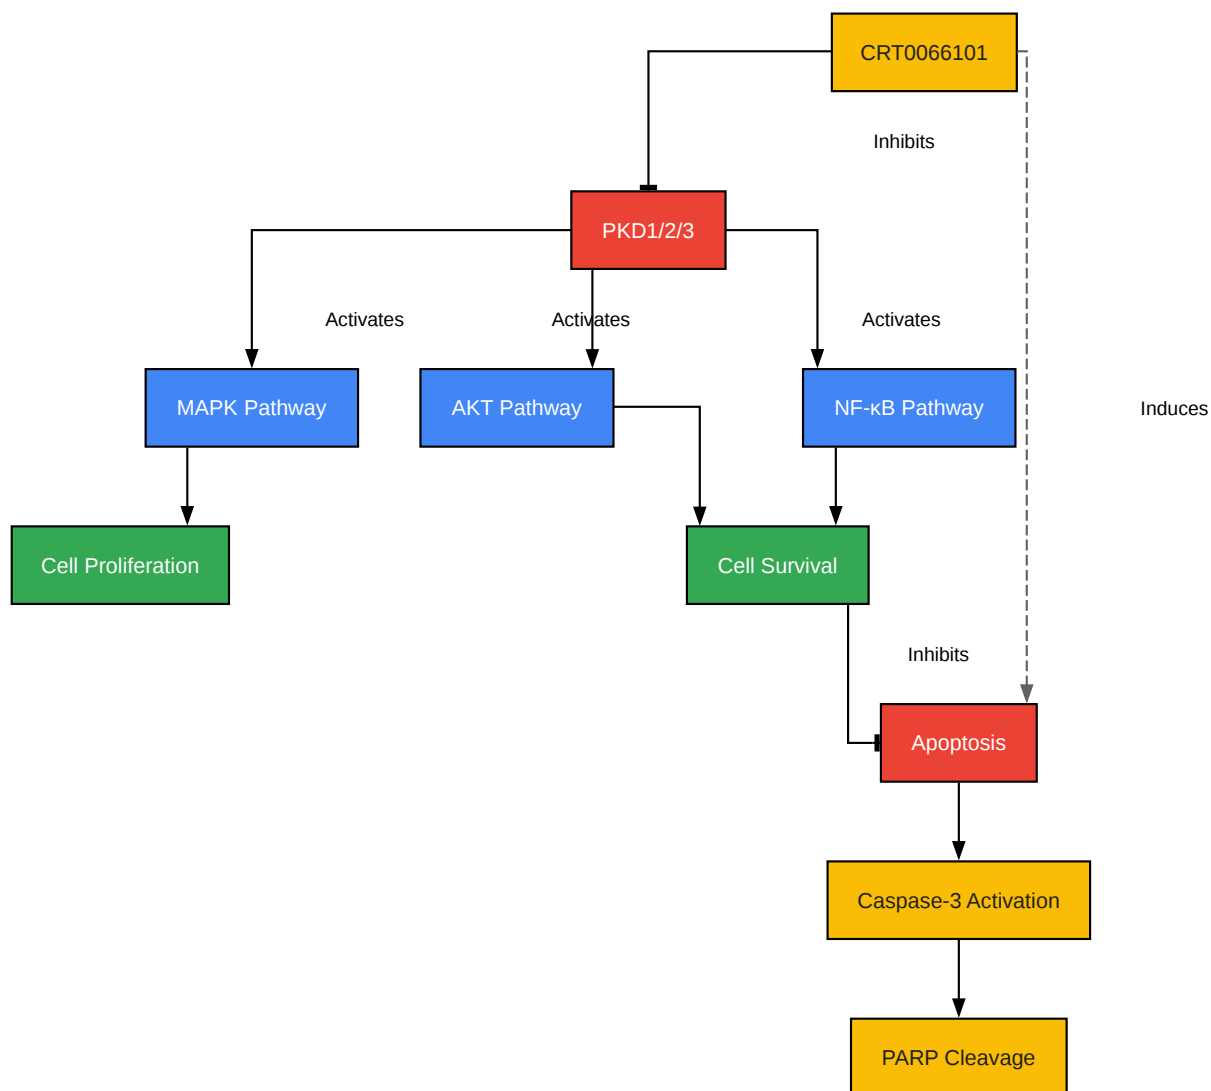 CRT0066101
Inhibits
PKD1/2/3
Activates
Activates
Activates
MAPK Pathway
AKT Pathway
NF-κB Pathway
Induces
Cell Proliferation
Cell Survival
Inhibits
Apoptosis
Caspase-3 Activation
PARP Cleavage